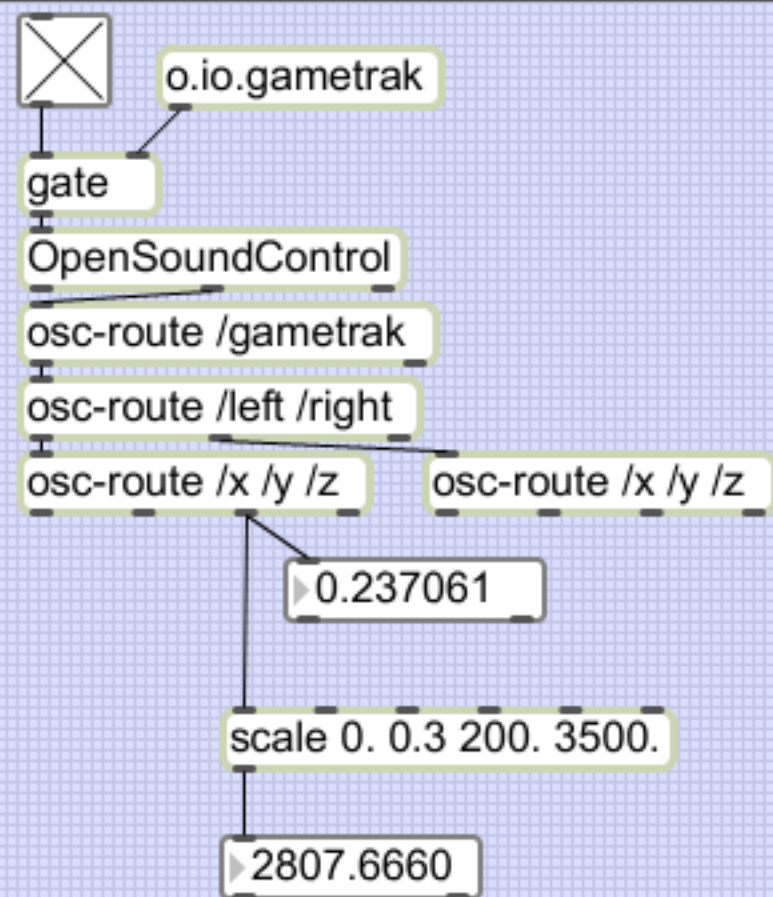 o.io.gametrak
gate
OpenSoundControl
osc-route /gametrak
osc-route /left /right
osc-route /x /y /z
osc-route /x /y /z
0.237061
scale 0. 0.3 200. 3500.
2807.6660